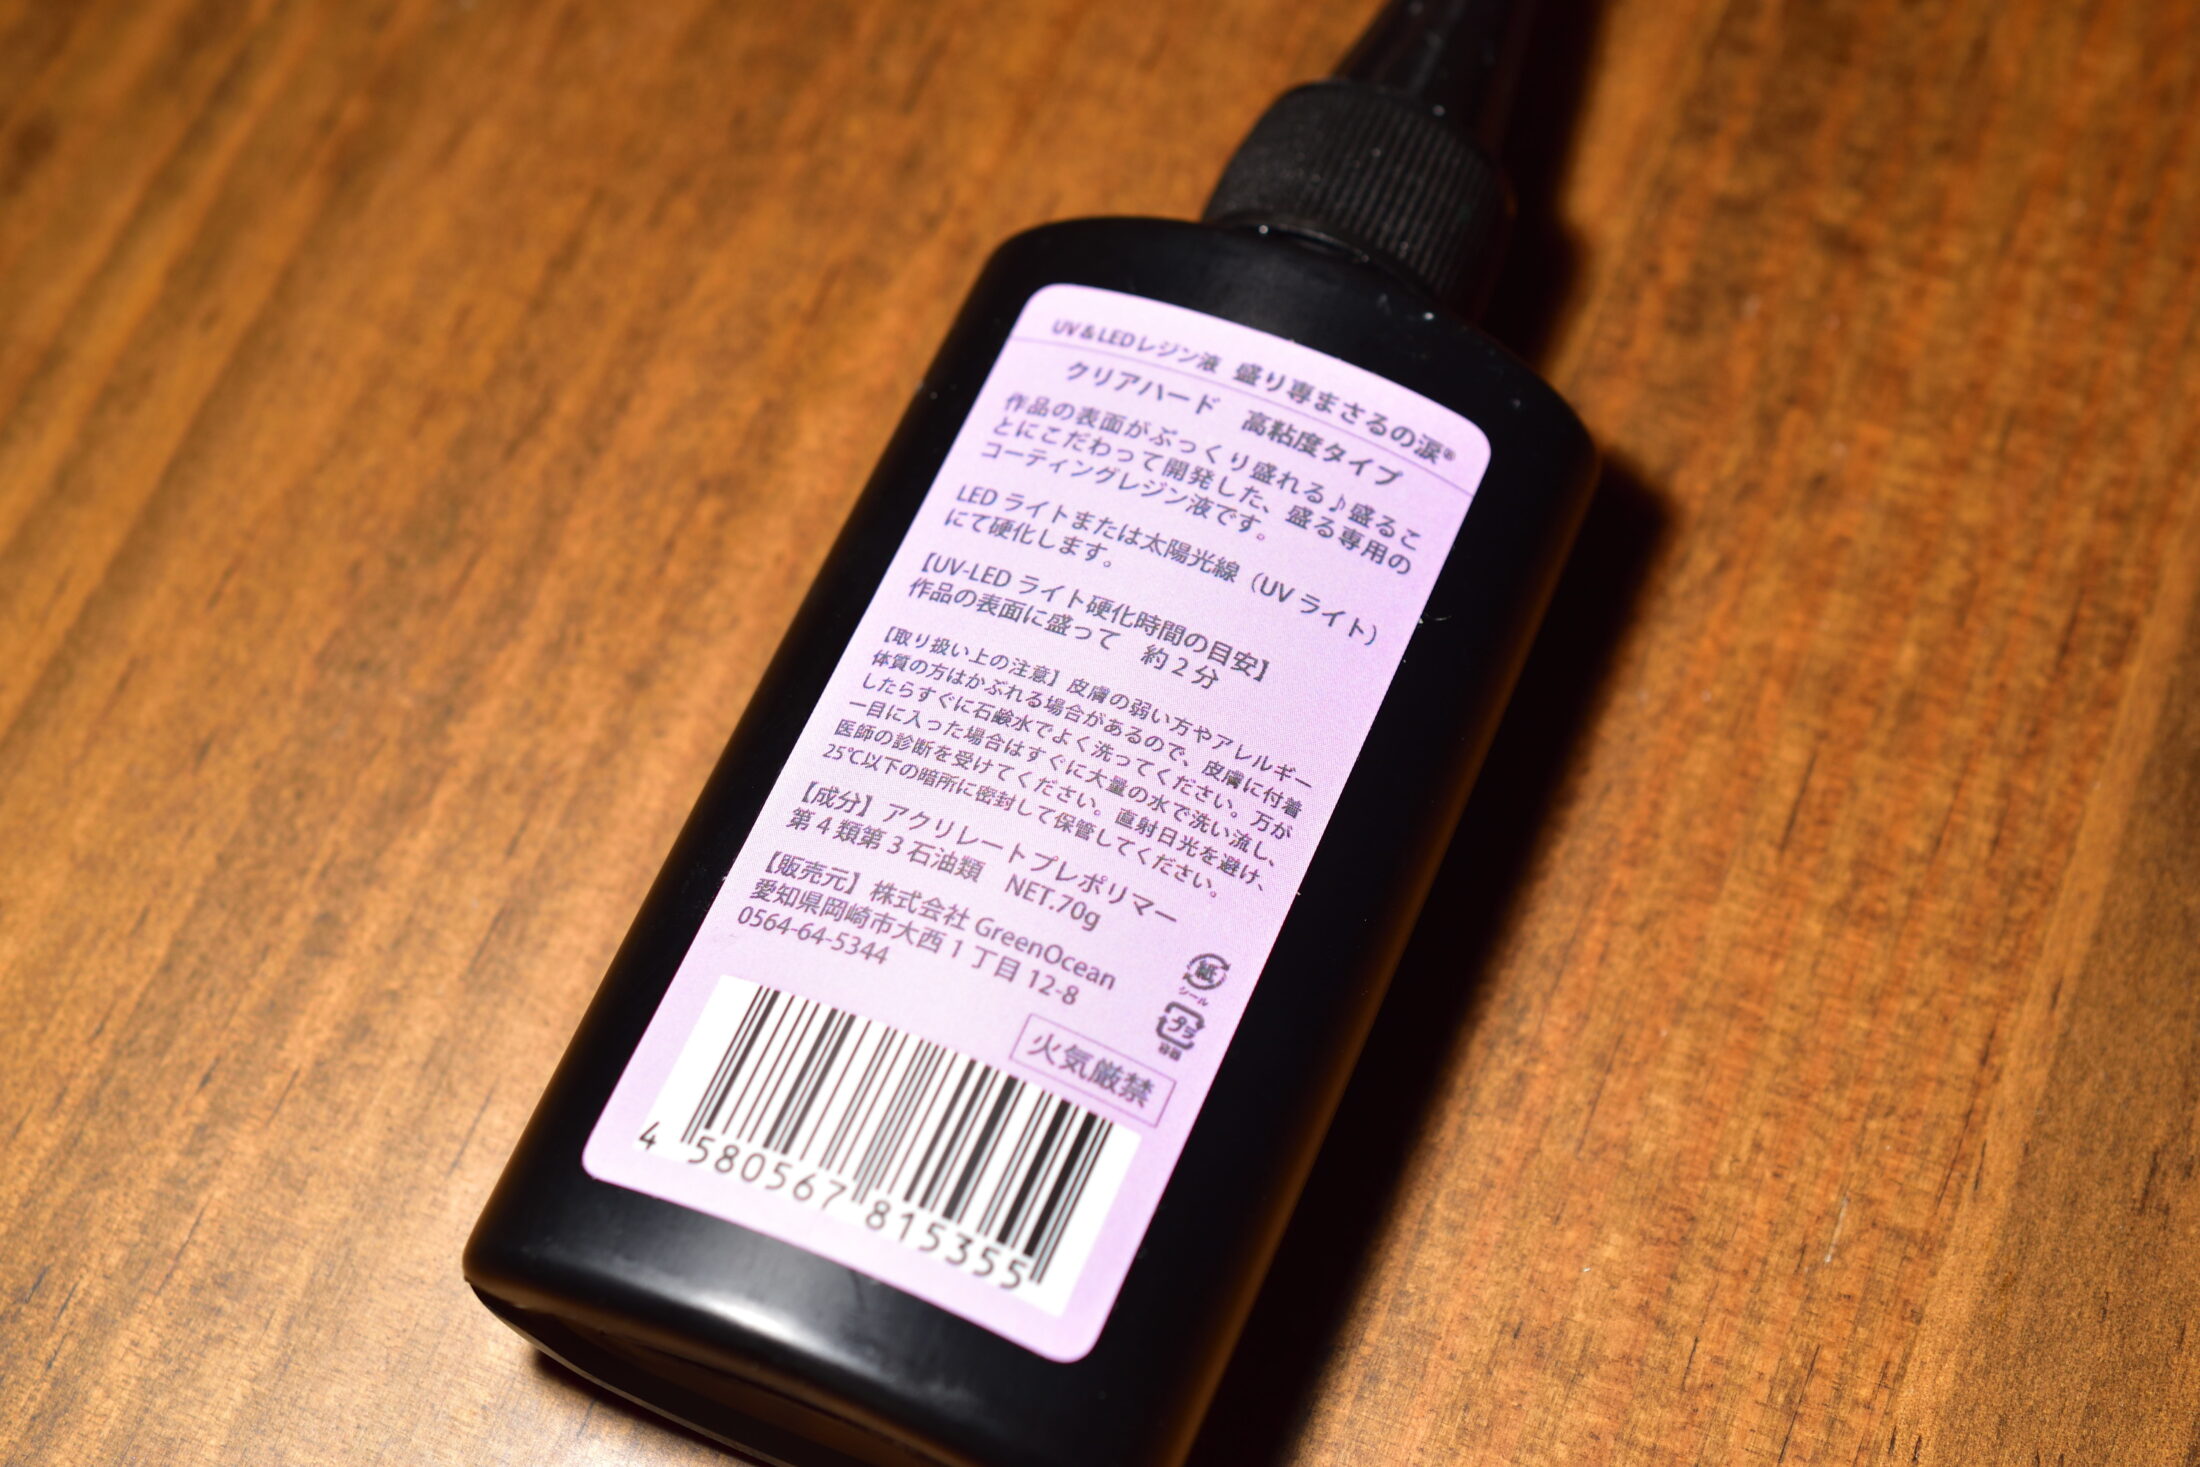 UV&LEDレジン液 盛り専まさるの涙®
クリアハード 高粘度タイプ
作品の表面がぷっくり盛れる♪盛るこ
とにこだわって開発した、盛る専用の
コーティングレジン液です。
LED ライトまたは太陽光線（UV ライト）
にて硬化します。
【UV-LED ライト硬化時間の目安】
作品の表面に盛って 約 2 分
【取り扱い上の注意】皮膚の弱い方やアレルギー
体質の方はかぶれる場合があるので、皮膚に付着
したらすぐに石鹸水でよく洗ってください。万が
一目に入った場合はすぐに大量の水で洗い流し、
医師の診断を受けてください。直射日光を避け、
25℃以下の暗所に密封して保管してください。
【成分】アクリレートプレポリマー
第 4 類第 3 石油類 NET.70g
【販売元】株式会社 GreenOcean
愛知県岡崎市大西 1 丁目 12-8
0564-64-5344
紙
シール
プラ
容器
火気厳禁
4 580567 815355